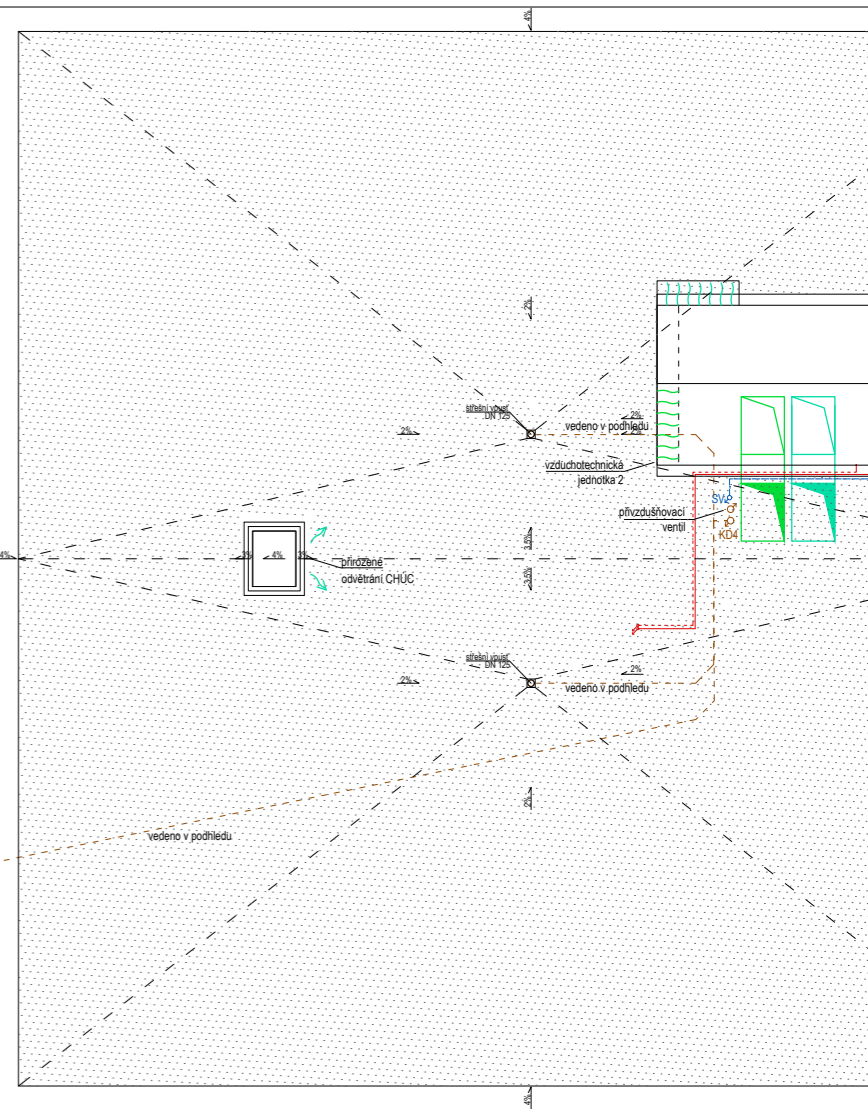 4%
2%
střešní vpusť
DN 125
2%
2%
vedeno v podhledu
2%
vzduchotechnická
jednotka 2
SV
přivzdušňovací
ventil
KD4
3,5%
4%
3%
4%
3%
přirozené
odvětrání CHÚC
3,5%
střešní vpusť
DN 125
2%
2%
vedeno v podhledu
2%
vedeno v podhledu
4%